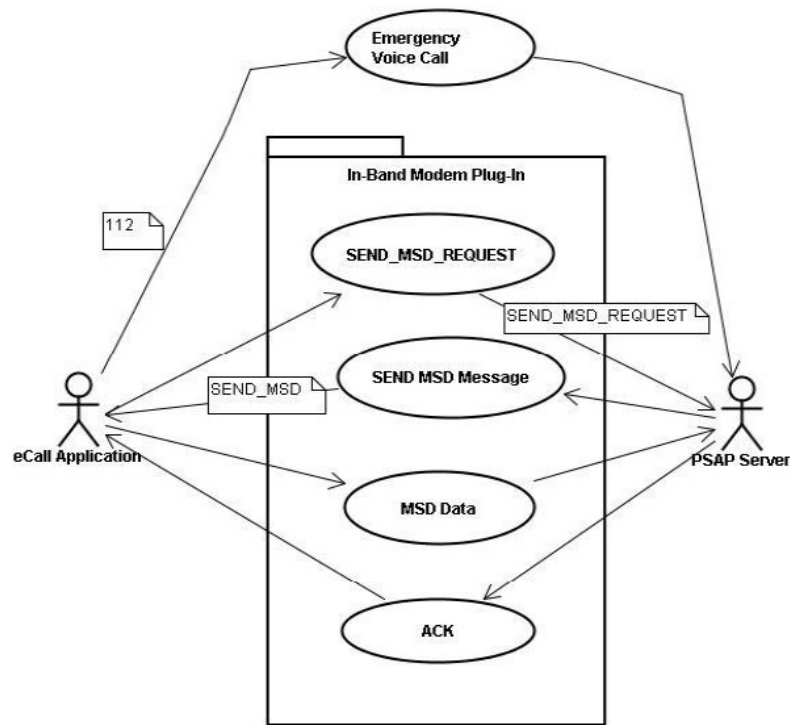 Emergency
Voice Call
In-Band Modem Plug-In
112
SEND_MSD_REQUEST
SEND_MSD_REQUEST
SEND MSD Message
SEND_MSD
eCall Application
PSAP Server
MSD Data
ACK